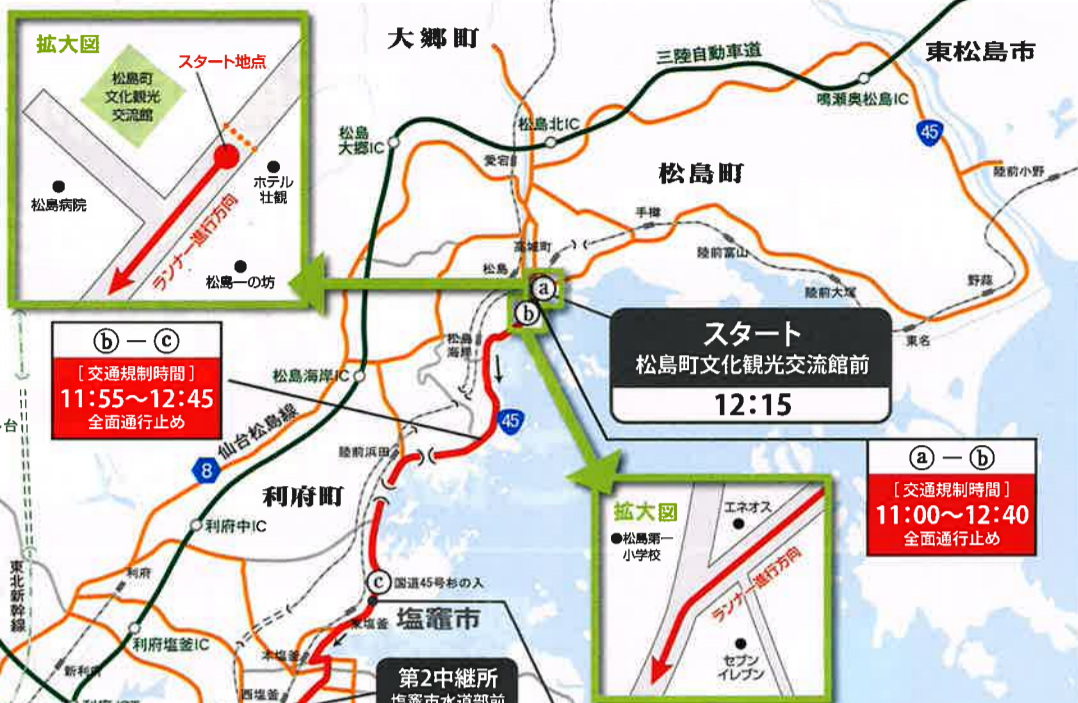 拡大図
スタート地点
松島町
文化観光
交流館
松島病院
ホテル
壮観
松島一の坊
ランナー進行方向
大郷町
三陸自動車道
東松島市
鳴瀬奥松島IC
松島北IC
松島
大郷IC
愛宕
45
松島町
陸前小野
手樽
高城町
陸前富山
松島
陸前大塚
野蒜
東名
ⓐ
ⓑ
スタート
松島町文化観光交流館前
12:15
ⓑ － ⓒ
[ 交通規制時間 ]
11:55～12:45
全面通行止め
松島
海岸
松島海岸IC
仙台松島線
8
45
陸前浜田
利府町
利府中IC
ⓐ － ⓑ
[ 交通規制時間 ]
11:00～12:40
全面通行止め
拡大図
エネオス
松島第一
小学校
ランナー進行方向
セブン
イレブン
台
東北新幹線
利府
ⓒ
国道45号杉の入
塩竈市
東塩釜
利府塩釜IC
本塩釜
新利府
西塩釜
第2中継所
塩竈市水道部前